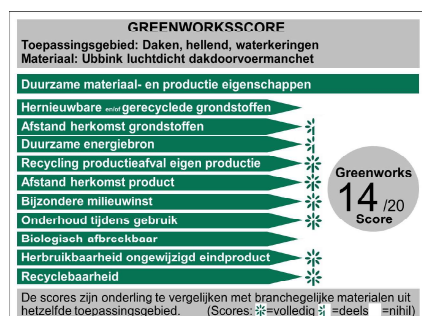 GREENWORKSSCORE
Toepassingsgebied: Daken, hellend, waterkeringen
Materiaal: Ubbink luchtdicht dakdoorvoermanchet
Duurzame materiaal- en productie eigenschappen
Hernieuwbare en/of gerecyclede grondstoffen
Afstand herkomst grondstoffen
Duurzame energiebron
Recycling productieafval eigen productie
Afstand herkomst product
Bijzondere milieuwinst
Onderhoud tijdens gebruik
Biologisch afbreekbaar
Herbruikbaarheid ongewijzigd eindproduct
Recyclebaarheid
Greenworks
14 /20
Score
De scores zijn onderling te vergelijken met branchegelijke materialen uit
hetzelfde toepassingsgebied. (Scores: =volledig =deels =nihil)